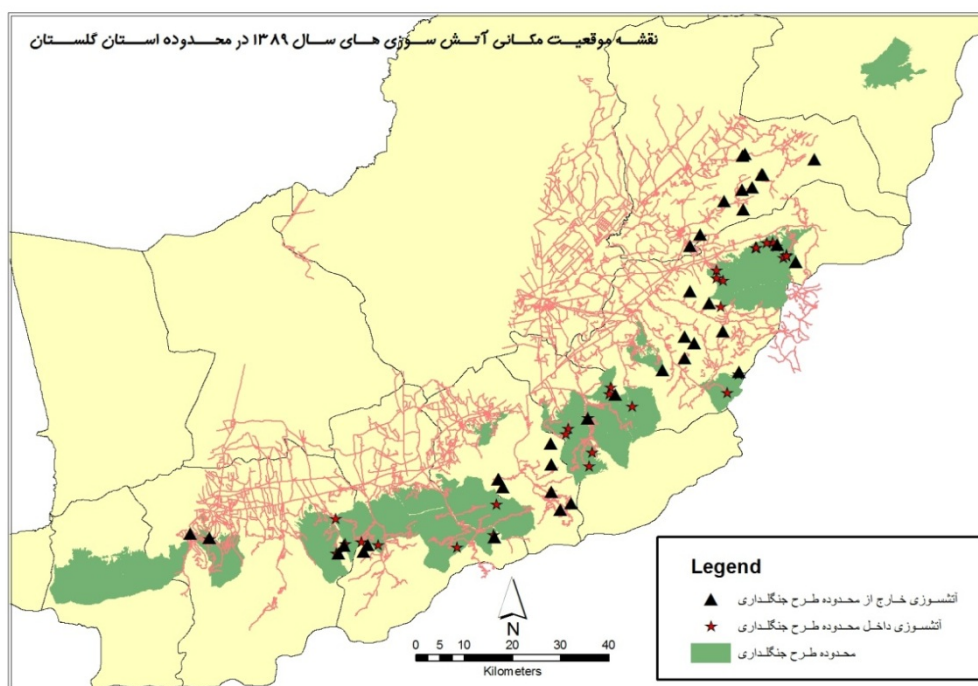 نقشه موقعیت مکانی آتش سوزی های سال ۱۳۸۹ در محدوده استان گلستان
Legend
آتشسوزی خارج از محدوده طرح جنگلداری
آتشسوزی داخل محدوده طرح جنگلداری
محدوده طرح جنگلداری
N
0 5 10 20 30 40
Kilometers